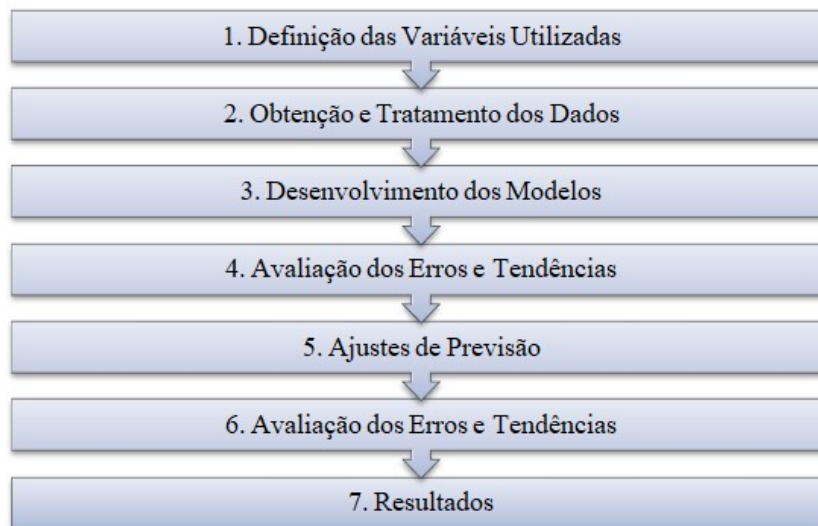 1. Definição das Variáveis Utilizadas
2. Obtenção e Tratamento dos Dados
3. Desenvolvimento dos Modelos
4. Avaliação dos Erros e Tendências
5. Ajustes de Previsão
6. Avaliação dos Erros e Tendências
7. Resultados